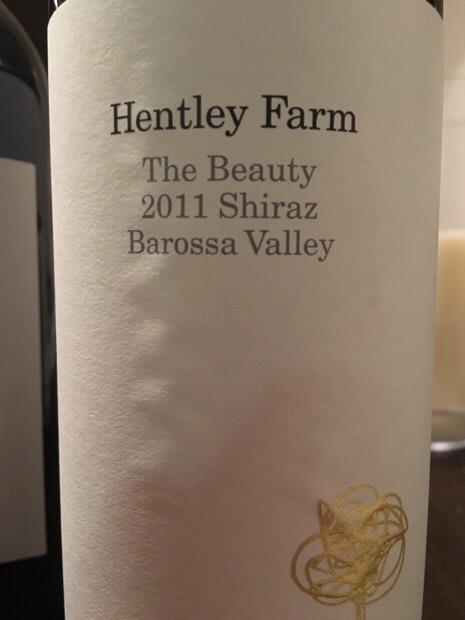 Hentley Farm
The Beauty
2011 Shiraz
Barossa Valley